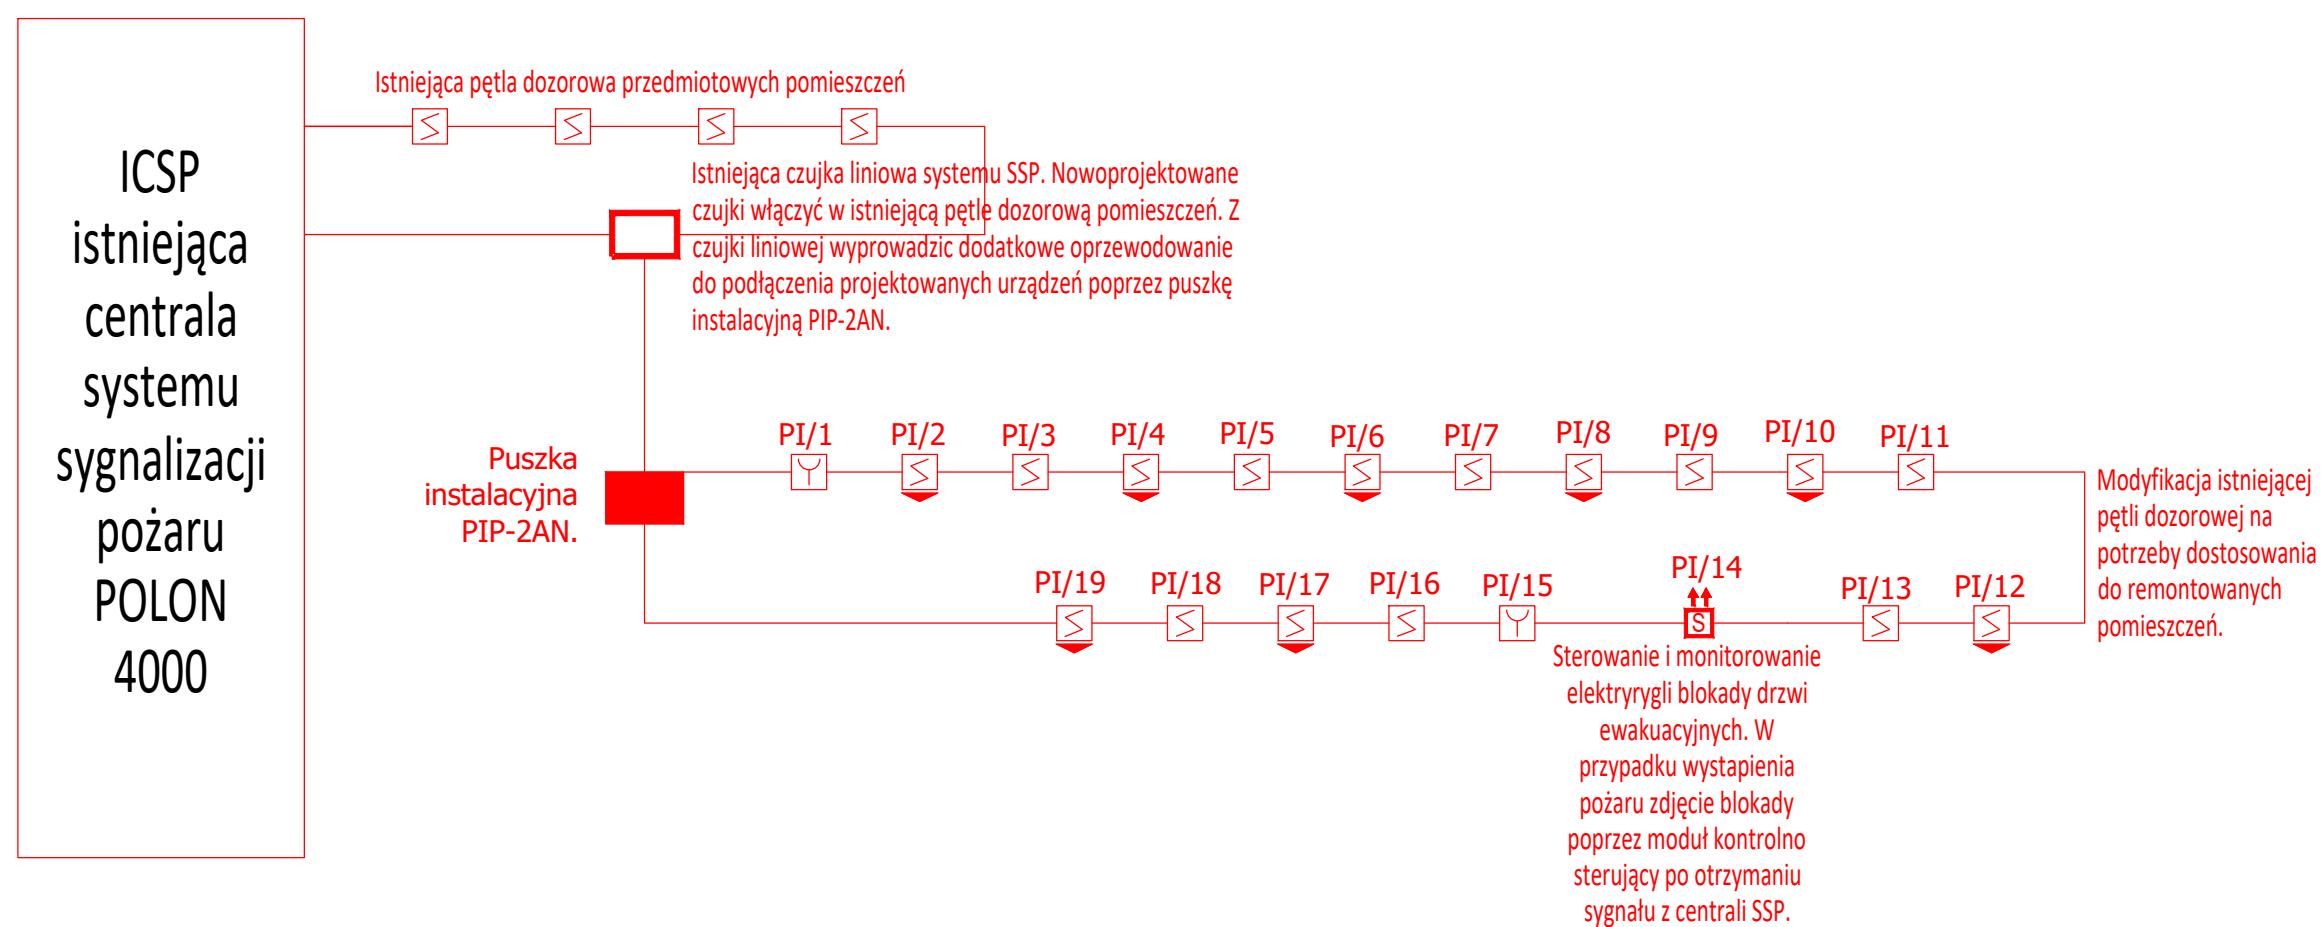 ICSP
istniejąca
centrala
systemu
sygnalizacji
pożaru
POLON
4000
Istniejąca pętla dozorowa przedmiotowych pomieszczeń
Istniejąca czujka liniowa systemu SSP. Nowoprojektowane
czujki włączyć w istniejącą pętle dozorową pomieszczeń. Z
czujki liniowej wyprowadzic dodatkowe oprzewodowanie
do podłączenia projektowanych urządzeń poprzez puszkę
instalacyjną PIP-2AN.
Puszka
instalacyjna
PIP-2AN.
PI/1 PI/2 PI/3 PI/4 PI/5 PI/6 PI/7 PI/8 PI/9 PI/10 PI/11
Modyfikacja istniejącej
pętli dozorowej na
potrzeby dostosowania
do remontowanych
pomieszczeń.
PI/19 PI/18 PI/17 PI/16 PI/15 PI/14 PI/13 PI/12
S
Sterowanie i monitorowanie
elektryrygli blokady drzwi
ewakuacyjnych. W
przypadku wystapienia
pożaru zdjęcie blokady
poprzez moduł kontrolno
sterujący po otrzymaniu
sygnału z centrali SSP.